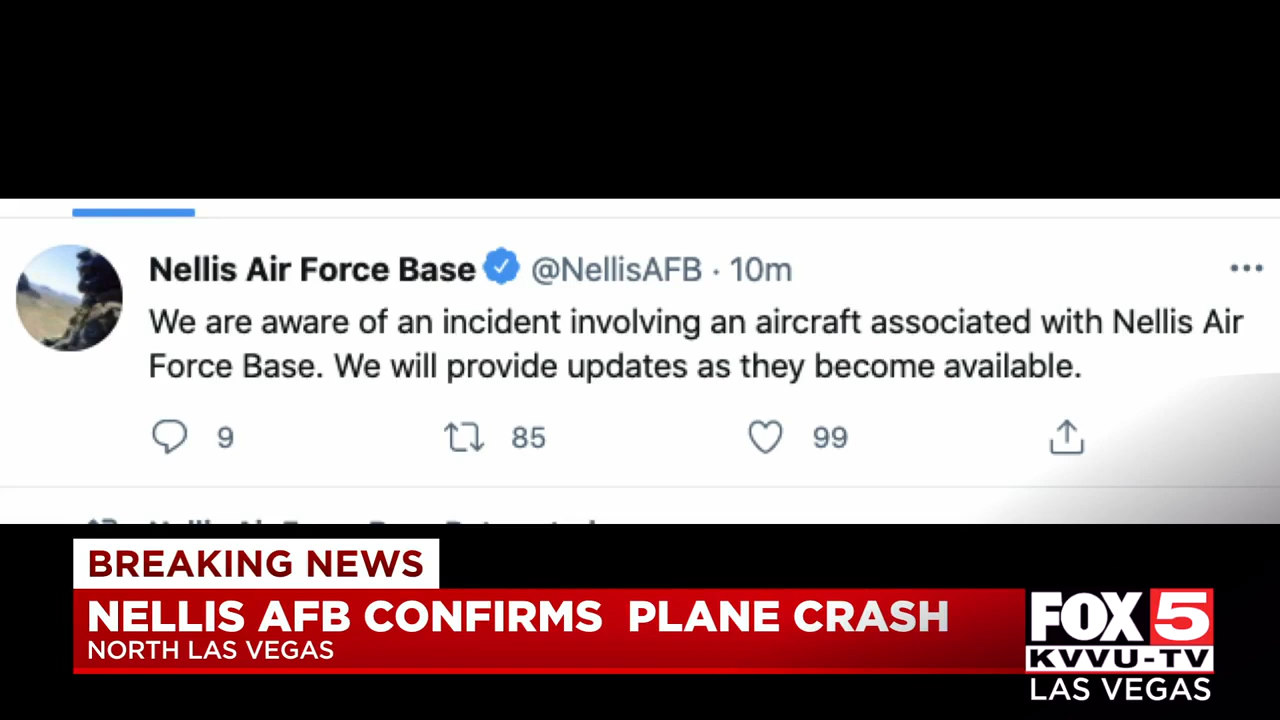 Nellis Air Force Base @NellisAFB · 10m
We are aware of an incident involving an aircraft associated with Nellis Air
Force Base. We will provide updates as they become available.
9 85 99
BREAKING NEWS
NELLIS AFB CONFIRMS PLANE CRASH
NORTH LAS VEGAS
FOX 5
KVVU-TV
LAS VEGAS